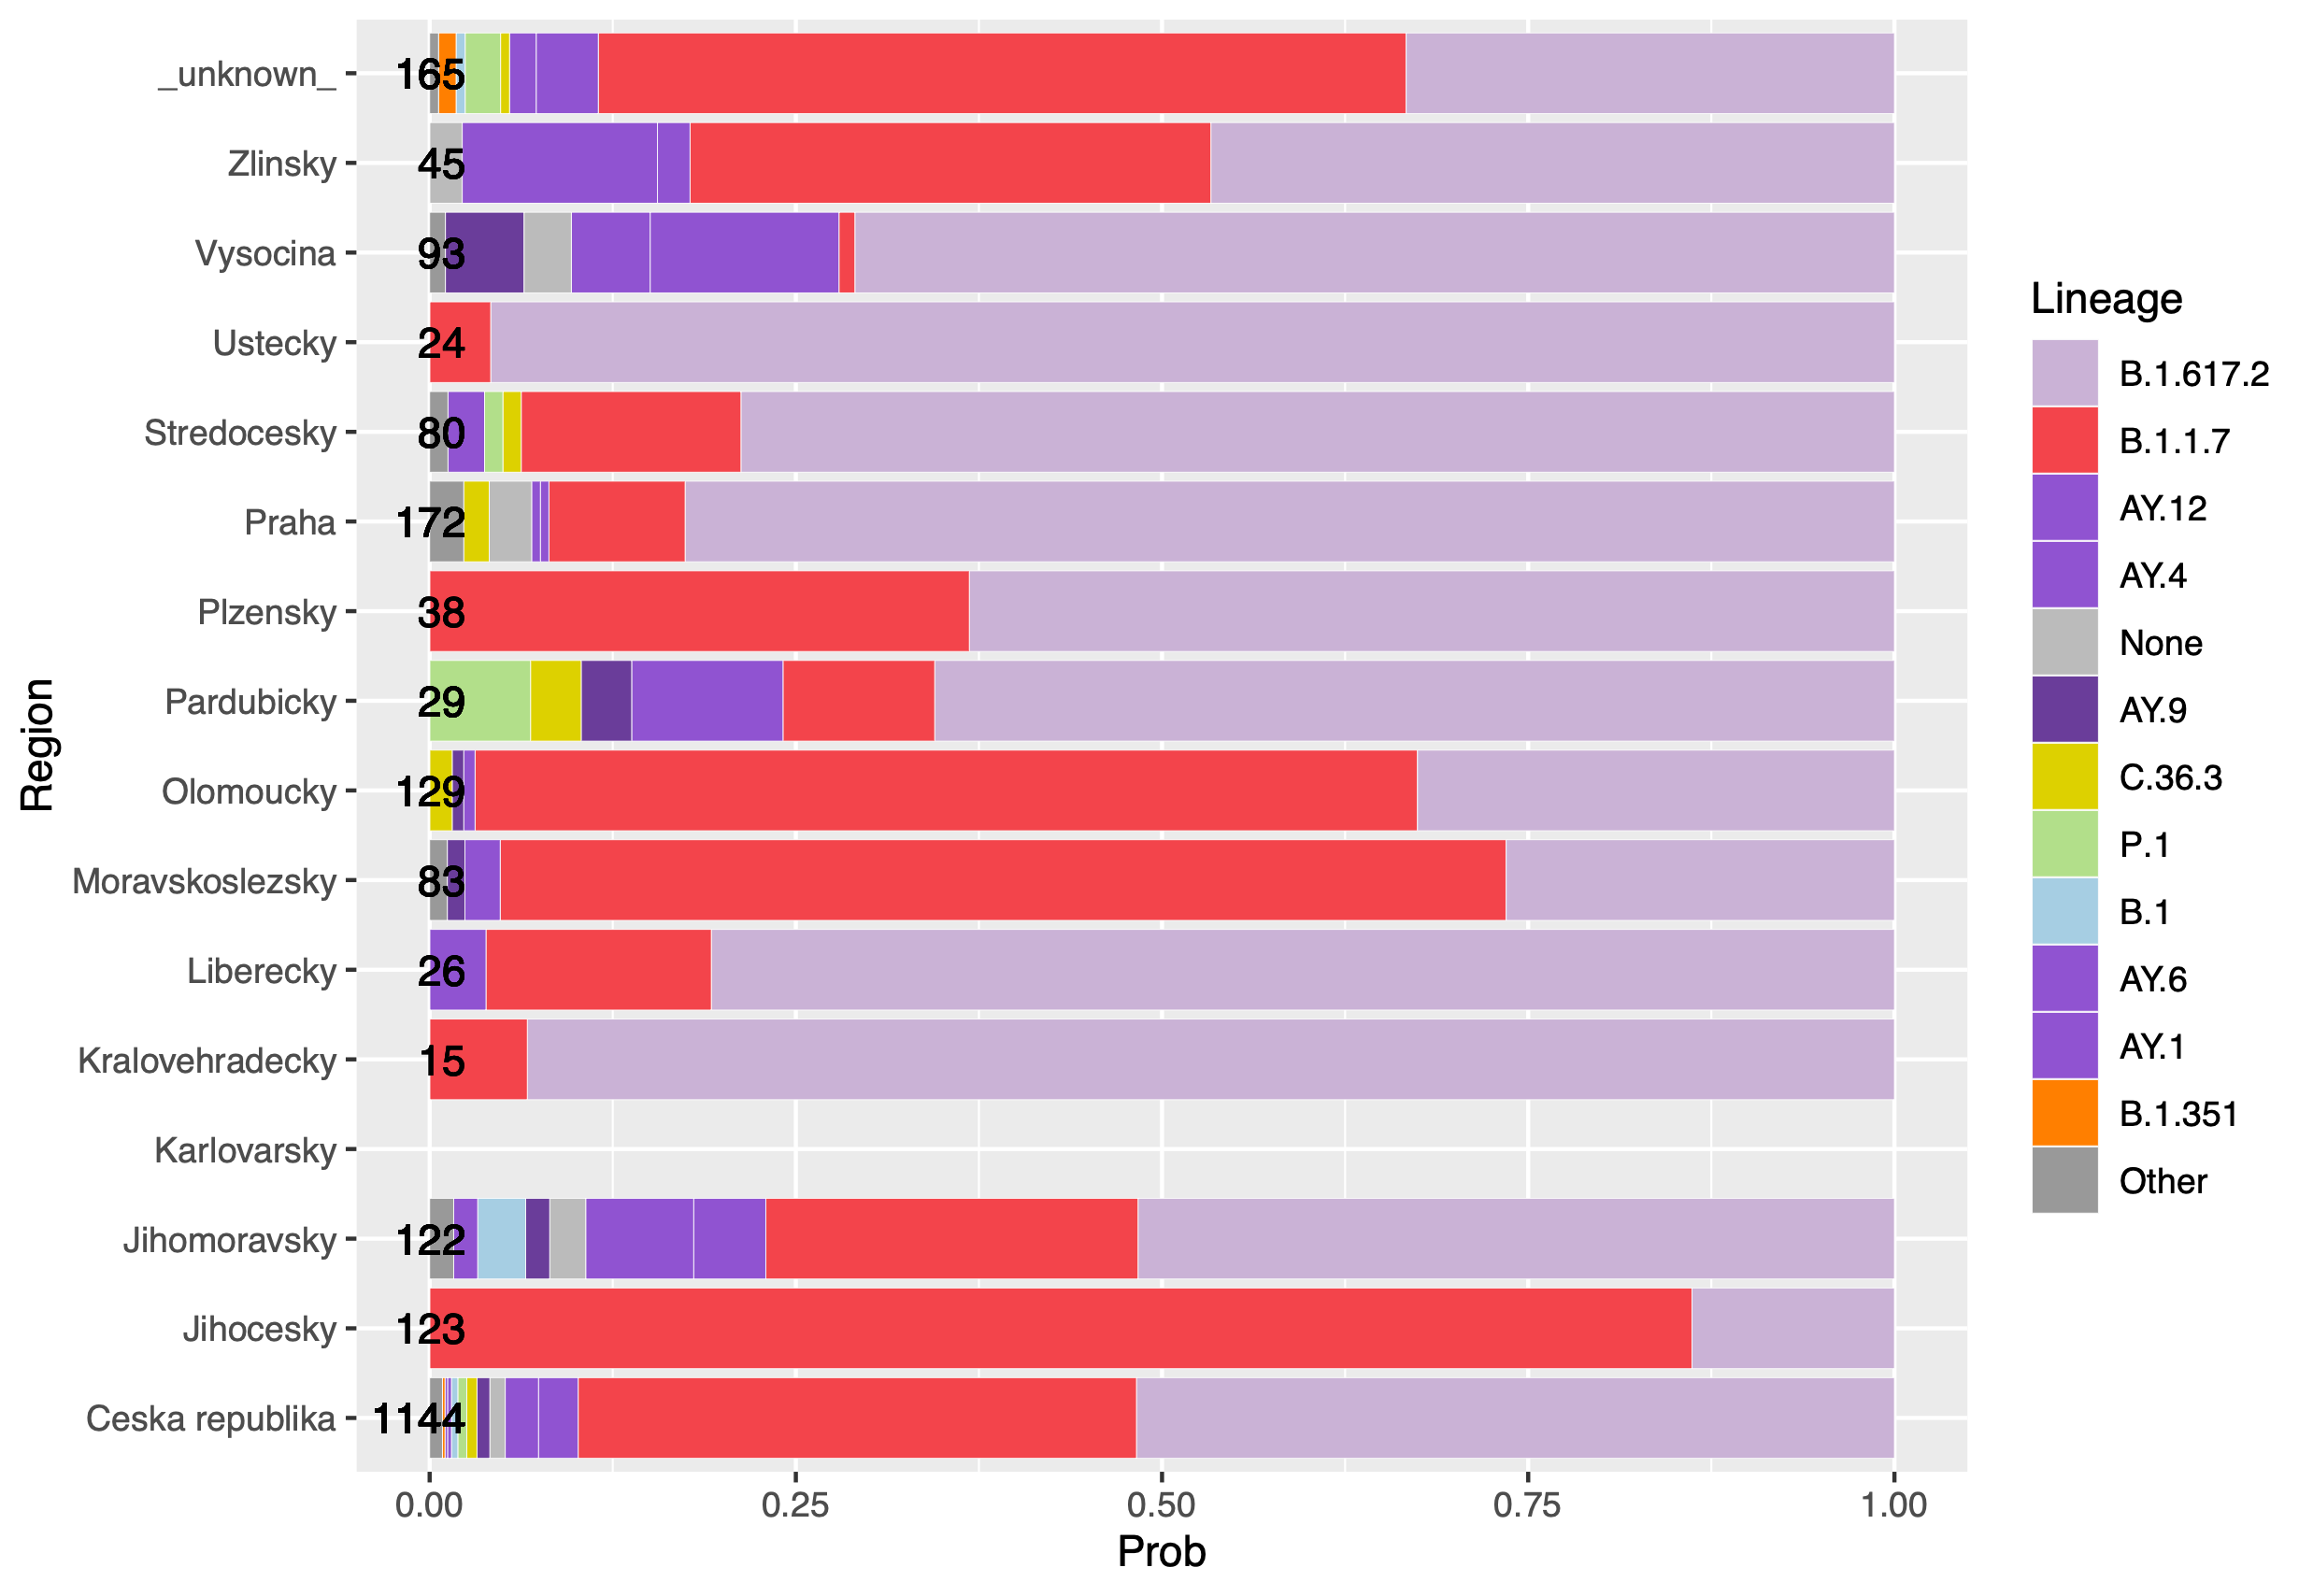 _unknown_ 165
Zlinsky 45
Vysocina 93
Ustecky 24
Stredocesky 80
Praha 172
Plzensky 38
Pardubicky 29
Olomoucky 129
Moravskoslezsky 83
Liberecky 26
Kralovehradecky 15
Karlovarsky
Jihomoravsky 122
Jihocesky 123
Ceska republika 1144
Region
0.00 0.25 0.50 0.75 1.00
Prob
Lineage
B.1.617.2
B.1.1.7
AY.12
AY.4
None
AY.9
C.36.3
P.1
B.1
AY.6
AY.1
B.1.351
Other